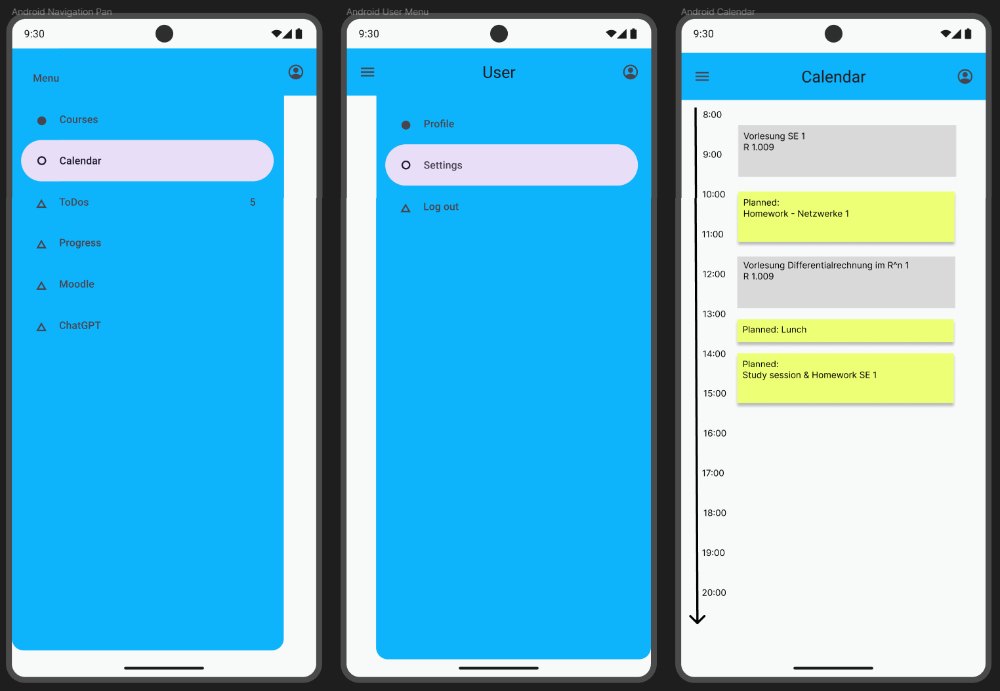 Android Navigation Pan
9:30
Menu
Courses
Calendar
ToDos 5
Progress
Moodle
ChatGPT
Android User Menu
9:30
User
Profile
Settings
Log out
Android Calendar
9:30
Calendar
8:00
Vorlesung SE 1
R 1.009
9:00
10:00
Planned:
Homework - Netzwerke 1
11:00
Vorlesung Differentialrechnung im R^n 1
12:00
R 1.009
13:00
Planned: Lunch
14:00
Planned:
Study session & Homework SE 1
15:00
16:00
17:00
18:00
19:00
20:00